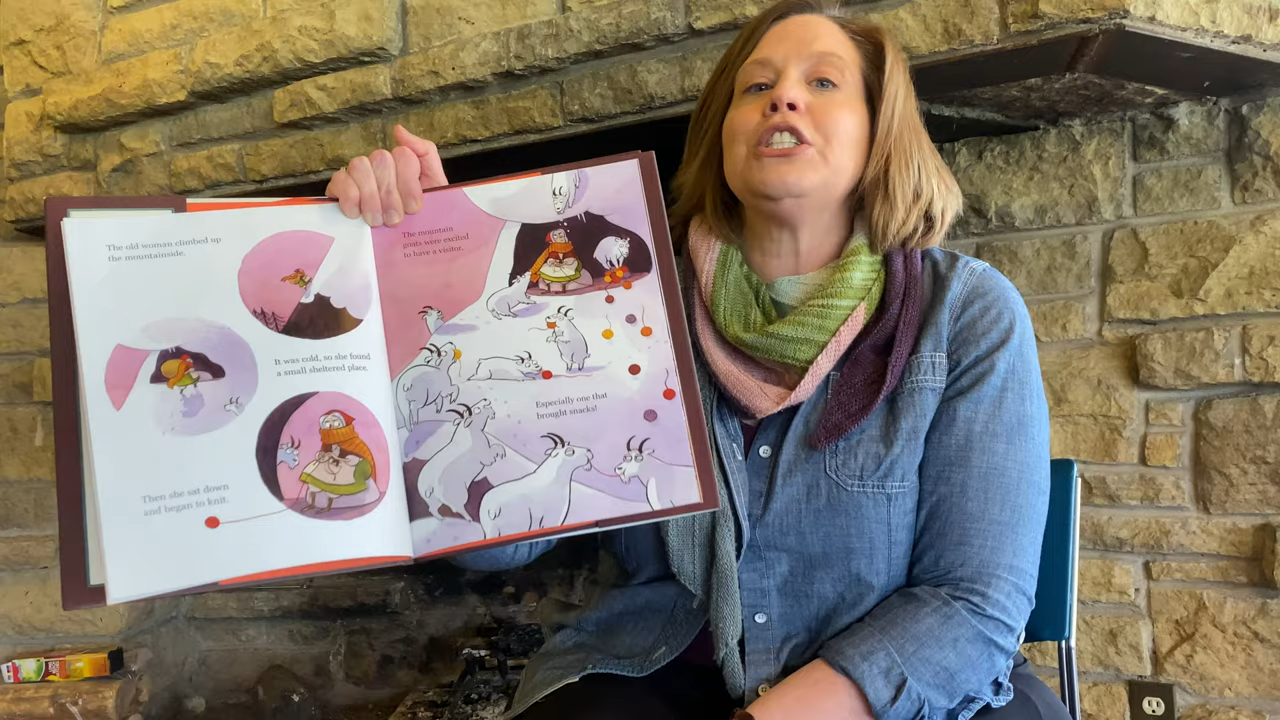 The old woman climbed up
the mountainside.
It was cold, so she found
a small sheltered place.
Then she sat down
and began to knit.
The mountain
goats were excited
to have a visitor.
Especially one that
brought snacks!